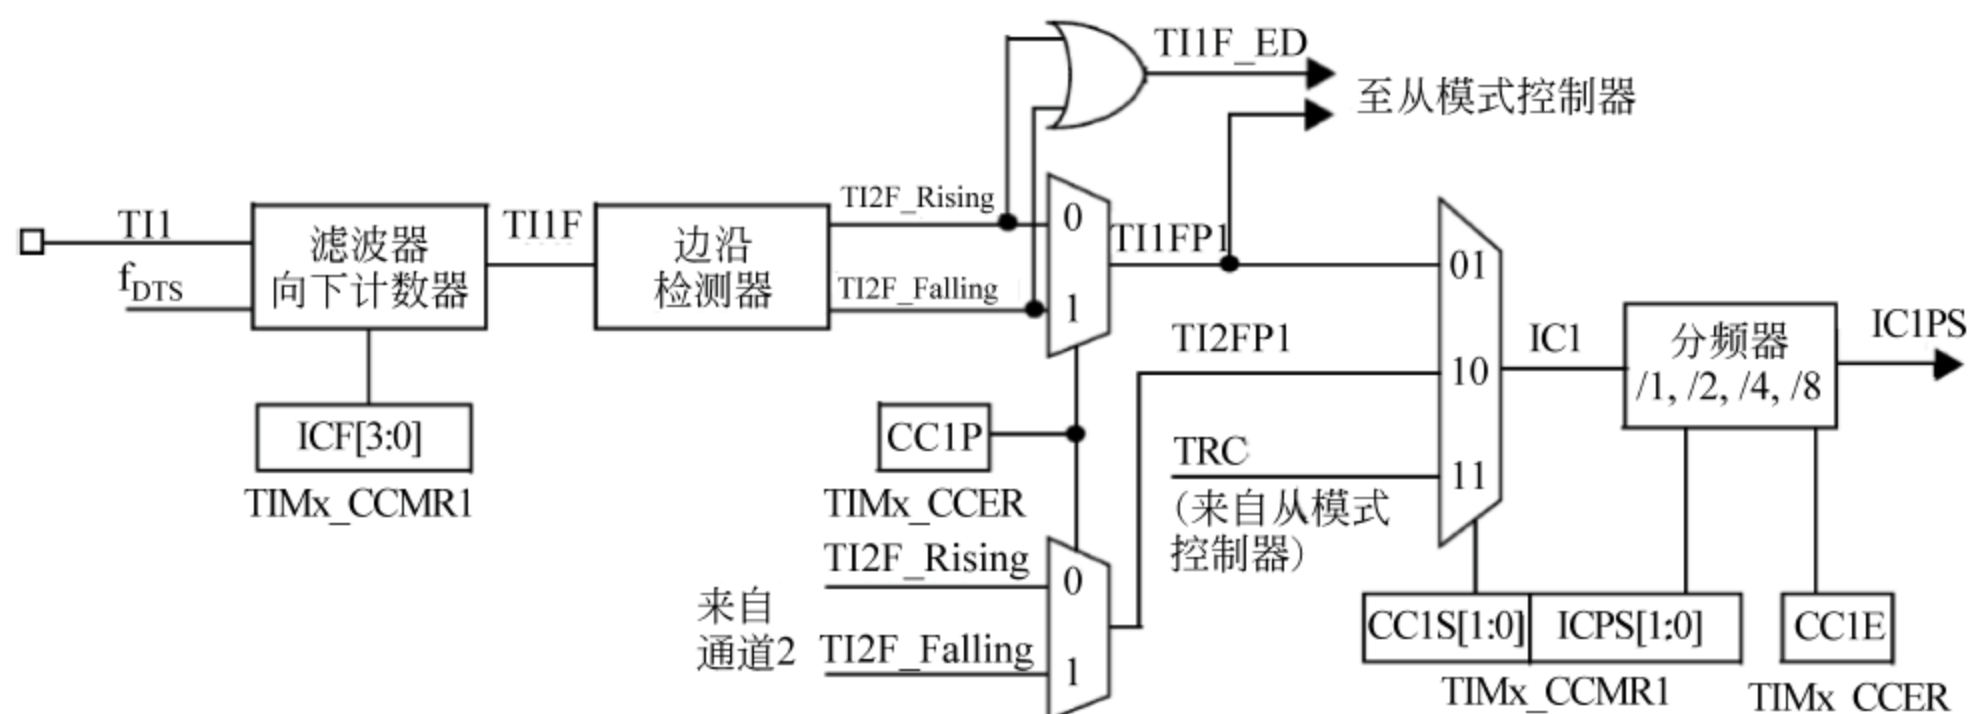 TI1F_ED
至从模式控制器
TI1
fDTS
滤波器
向下计数器
TI1F
边沿
检测器
TI2F_Rising
TI2F_Falling
0
1
TI1FP1
ICF[3:0]
TIMx_CCMR1
CC1P
TIMx_CCER
TI2FP1
TRC
(来自从模式
控制器)
01
10
11
IC1
分频器
/1, /2, /4, /8
IC1PS
来自
通道2
TI2F_Rising
TI2F_Falling
0
1
CC1S[1:0]
ICPS[1:0]
TIMx_CCMR1
CC1E
TIMx CCER